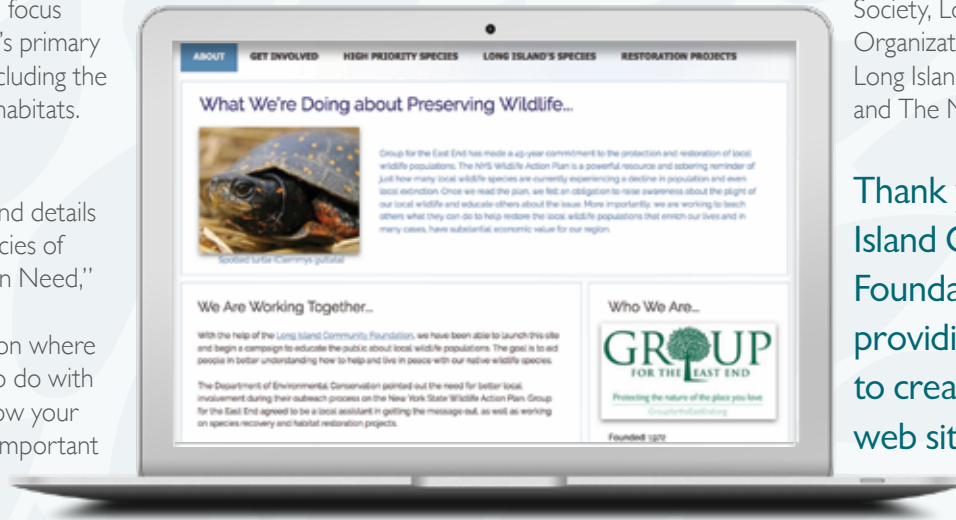 focus
's primary
cluding the
habitats.
nd details
cies of
n Need,"
on where
o do with
ow your
mportant
ABOUT GET INVOLVED HIGH PRIORITY SPECIES LONG ISLAND'S SPECIES RESTORATION PROJECTS
What We're Doing about Preserving Wildlife...
Group for the East End has made a 45-year commitment to the protection and restoration of local
wildlife populations. The NYS Wildlife Action Plan is a powerful resource and sobering reminder of
just how many local wildlife species are currently experiencing a decline in population and even
local extinction. Once we read the plan, we felt an obligation to raise awareness about the plight of
our local wildlife and educate others about the issue. More importantly, we are working to teach
others what they can do to help restore the local wildlife populations that enrich our lives and in
many cases, have substantial economic value for our region.
Spotted turtle (Clemmys guttata)
We Are Working Together...
With the help of the Long Island Community Foundation, we have been able to launch this site
and begin a campaign to educate the public about local wildlife populations. The goal is to aid
people in better understanding how to help and live in peace with our native wildlife species.
The Department of Environmental Conservation pointed out the need for better local
involvement during their outreach process on the New York State Wildlife Action Plan. Group
for the East End agreed to be a local assistant in getting the message out, as well as working
on species recovery and habitat restoration projects.
Who We Are...
GROUP
FOR THE EAST END
Protecting the nature of the place you love
GroupfortheEastEnd.org
Founded: 1972
Society, Lo
Organizat
Long Islan
and The N
Thank
Island
Founda
providi
to crea
web sit